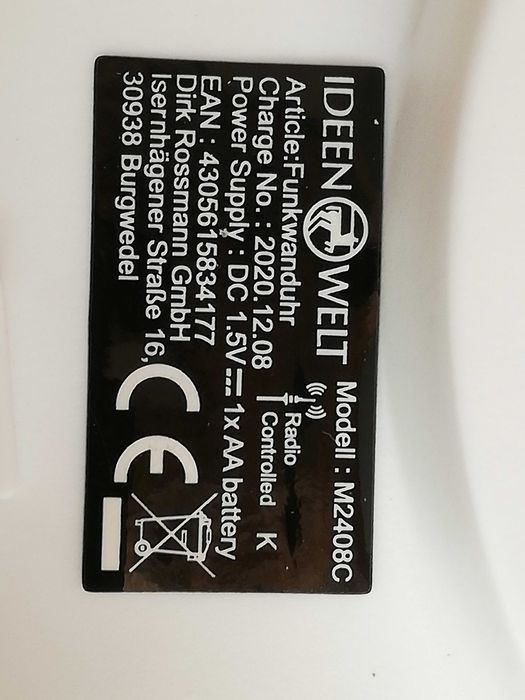 IDEEN WELT
Modell : M2408C
Article:Funkwanduhr
Radio
Controlled
K
Charge No. : 2020.12.08
Power Supply : DC 1.5V⎓ 1x AA battery
EAN : 4305615834177
Dirk Rossmann GmbH
Isernhägener Straße 16,
30938 Burgwedel
CE